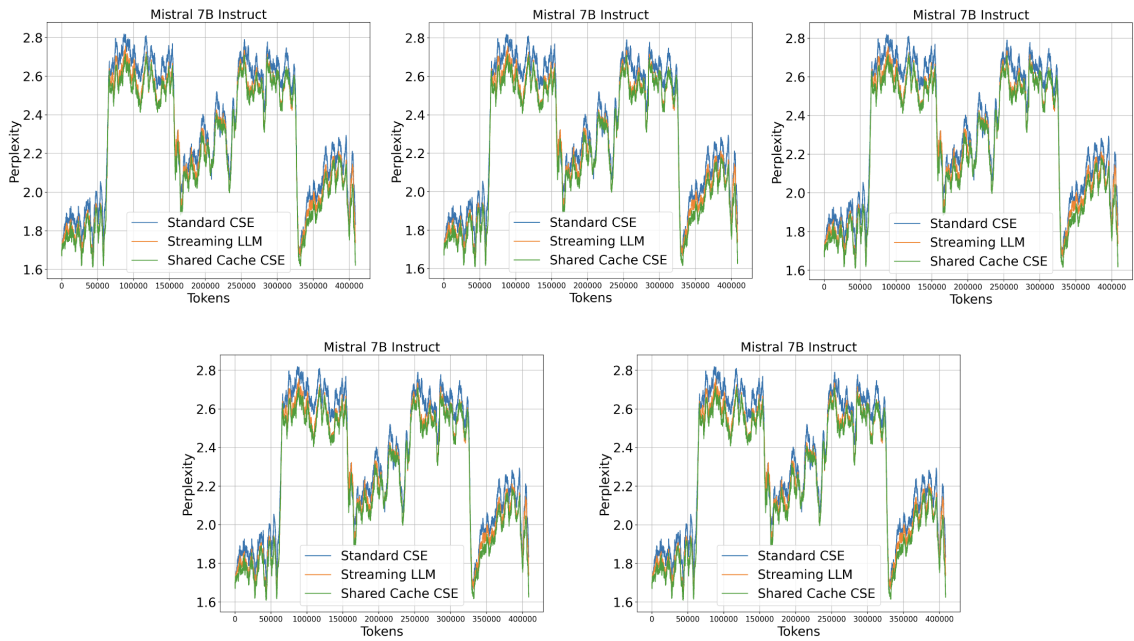 Mistral 7B Instruct
Perplexity
2.8
2.6
2.4
2.2
2.0
1.8
1.6
Standard CSE
Streaming LLM
Shared Cache CSE
0 50000 100000 150000 200000 250000 300000 350000 400000
Tokens
Mistral 7B Instruct
Perplexity
2.8
2.6
2.4
2.2
2.0
1.8
1.6
Standard CSE
Streaming LLM
Shared Cache CSE
0 50000 100000 150000 200000 250000 300000 350000 400000
Tokens
Mistral 7B Instruct
Perplexity
2.8
2.6
2.4
2.2
2.0
1.8
1.6
Standard CSE
Streaming LLM
Shared Cache CSE
0 50000 100000 150000 200000 250000 300000 350000 400000
Tokens
Mistral 7B Instruct
Perplexity
2.8
2.6
2.4
2.2
2.0
1.8
1.6
Standard CSE
Streaming LLM
Shared Cache CSE
0 50000 100000 150000 200000 250000 300000 350000 400000
Tokens
Mistral 7B Instruct
Perplexity
2.8
2.6
2.4
2.2
2.0
1.8
1.6
Standard CSE
Streaming LLM
Shared Cache CSE
0 50000 100000 150000 200000 250000 300000 350000 400000
Tokens